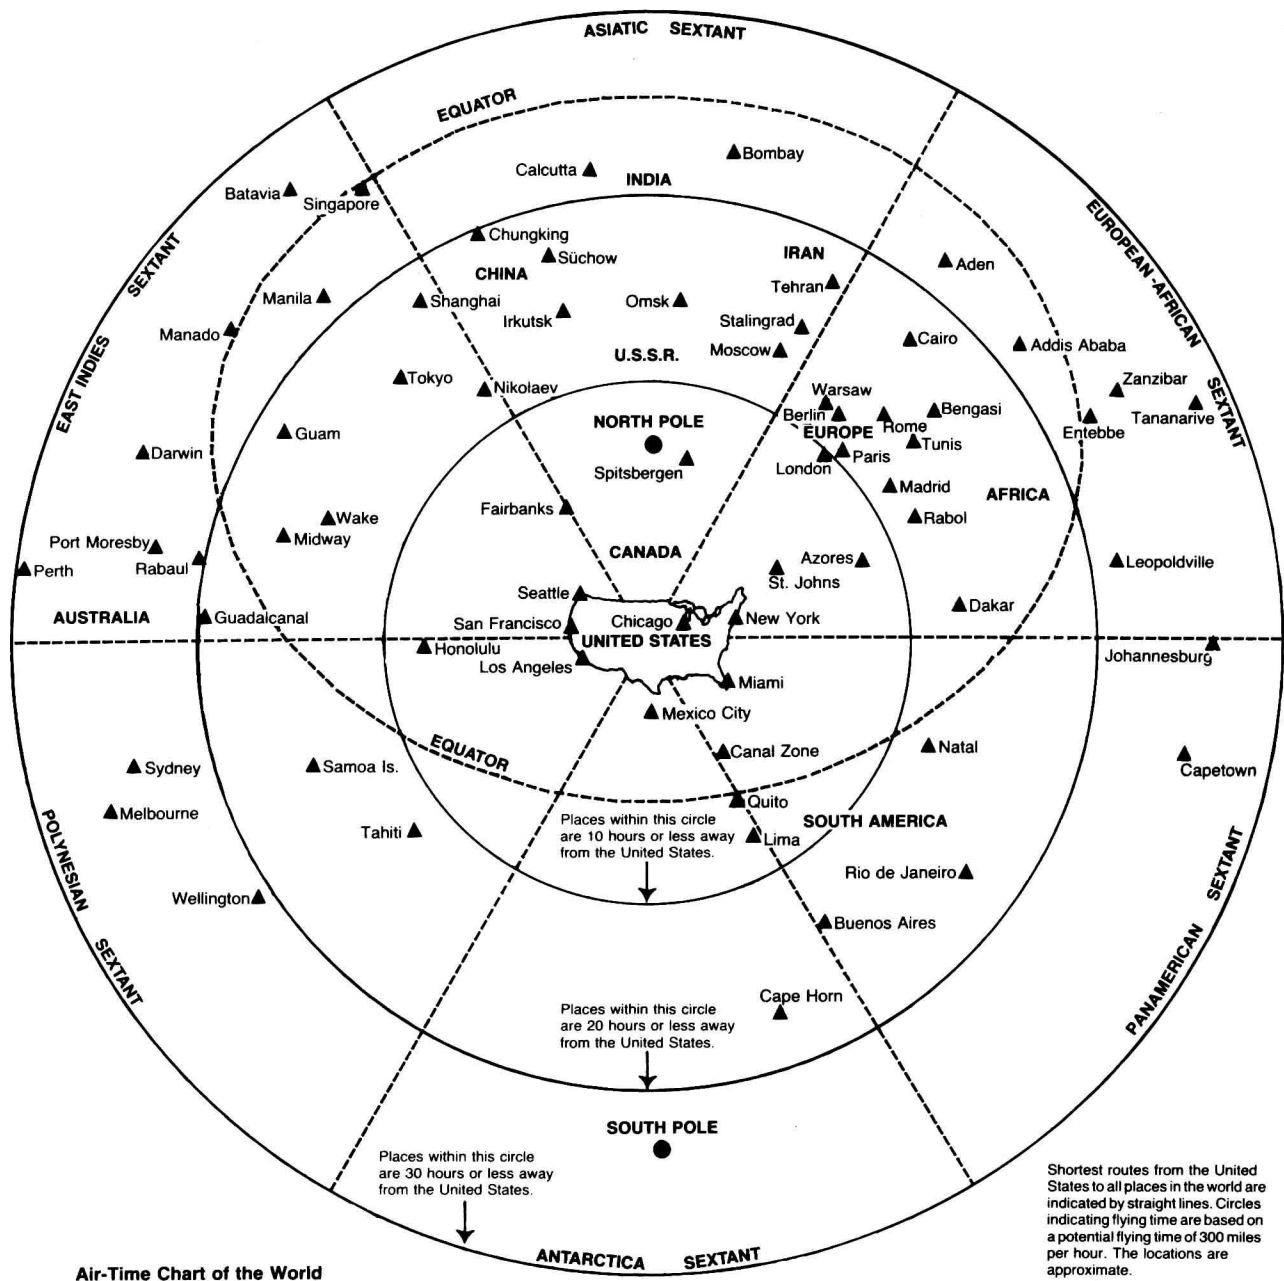 ASIATIC SEXTANT
EQUATOR
Bombay
Calcutta
INDIA
Batavia
Singapore
EUROPEAN-AFRICAN SEXTANT
EAST INDIES SEXTANT
Chungking
IRAN
Süchow
Aden
CHINA
Tehran
Manila
Shanghai
Omsk
Irkutsk
Stalingrad
Manado
Cairo
Addis Ababa
Moscow
U.S.S.R.
Tokyo
Nikolaev
Zanzibar
Warsaw
Tananarive
Berlin
Rome
Bengasi
Entebbe
NORTH POLE
EUROPE
Guam
Tunis
Darwin
Paris
London
Spitsbergen
Madrid
AFRICA
Fairbanks
Rabol
Wake
Midway
Port Moresby
CANADA
Azores
Leopoldville
Rabaul
Perth
St. Johns
Seattle
Dakar
AUSTRALIA
Guadalcanal
San Francisco
Chicago
New York
UNITED STATES
Honolulu
Los Angeles
Johannesburg
Miami
Mexico City
EQUATOR
Canal Zone
Natal
Sydney
Samoa Is.
Capetown
Quito
Melbourne
Places within this circle
are 10 hours or less away
from the United States.
SOUTH AMERICA
Tahiti
Lima
POLYNESIAN SEXTANT
PANAMERICAN SEXTANT
Rio de Janeiro
Wellington
Buenos Aires
Cape Horn
Places within this circle
are 20 hours or less away
from the United States.
SOUTH POLE
Places within this circle
are 30 hours or less away
from the United States.
ANTARCTICA SEXTANT
Shortest routes from the United
States to all places in the world are
indicated by straight lines. Circles
indicating flying time are based on
a potential flying time of 300 miles
per hour. The locations are
approximate.
Air-Time Chart of the World